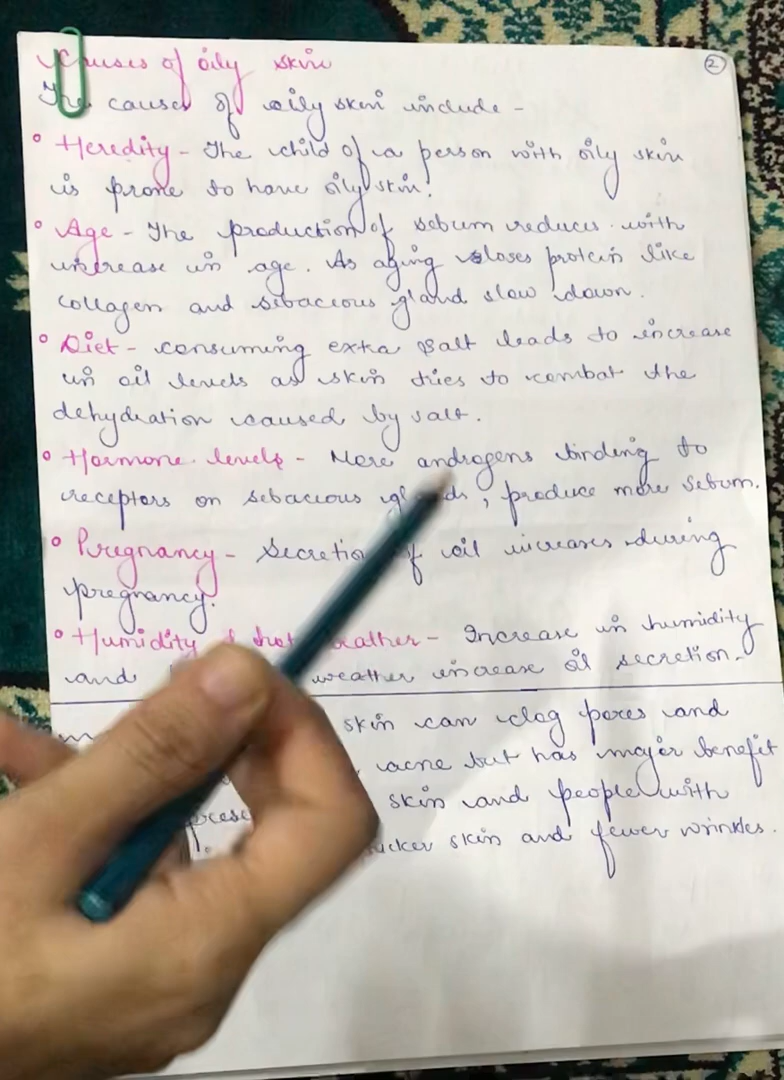 Causes of oily skin
2
The causes of oily skin include -
Heredity - The child of a person with oily skin
is prone to have oily skin.
Age - The production of sebum reduces with
increase in age. As aging loses protein like
collagen and sebaceous gland slow down.
Diet - consuming extra salt leads to increase
in oil levels as skin tries to combat the
dehydration caused by salt.
Hormone levels - More androgens binding to
receptors on sebaceous , produce more sebum.
Pregnancy - Secretion of oil increases during
pregnancy.
Humidity & hot weather - Increase in humidity
and weather increase oil secretion.
skin can clog pores and
acne but has major benefit
skin and people with
skin and fewer wrinkles.